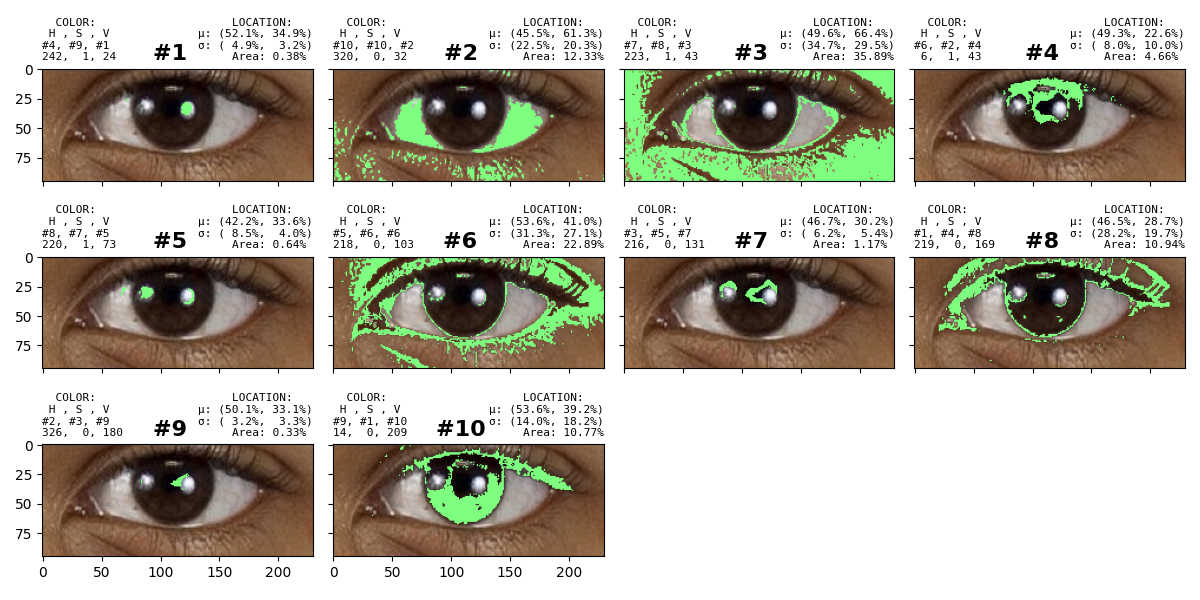 COLOR: LOCATION:
H , S , V μ: (52.1%, 34.9%)
#4, #9, #1 σ: ( 4.9%, 3.2%)
242, 1, 24 #1 Area: 0.38%
COLOR: LOCATION:
H , S , V μ: (45.5%, 61.3%)
#10, #10, #2 σ: (22.5%, 20.3%)
320, 0, 32 #2 Area: 12.33%
COLOR: LOCATION:
H , S , V μ: (49.6%, 66.4%)
#7, #8, #3 σ: (34.7%, 29.5%)
223, 1, 43 #3 Area: 35.89%
COLOR: LOCATION:
H , S , V μ: (49.3%, 22.6%)
#6, #2, #4 σ: ( 8.0%, 10.0%)
6, 1, 43 #4 Area: 4.66%
0
25
50
75
COLOR: LOCATION:
H , S , V μ: (42.2%, 33.6%)
#8, #7, #5 σ: ( 8.5%, 4.0%)
220, 1, 73 #5 Area: 0.64%
COLOR: LOCATION:
H , S , V μ: (53.6%, 41.0%)
#5, #6, #6 σ: (31.3%, 27.1%)
218, 0, 103 #6 Area: 22.89%
COLOR: LOCATION:
H , S , V μ: (46.7%, 30.2%)
#3, #5, #7 σ: ( 6.2%, 5.4%)
216, 0, 131 #7 Area: 1.17%
COLOR: LOCATION:
H , S , V μ: (46.5%, 28.7%)
#1, #4, #8 σ: (28.2%, 19.7%)
219, 0, 169 #8 Area: 10.94%
0
25
50
75
COLOR: LOCATION:
H , S , V μ: (50.1%, 33.1%)
#2, #3, #9 σ: ( 3.2%, 3.3%)
326, 0, 180 #9 Area: 0.33%
COLOR: LOCATION:
H , S , V μ: (53.6%, 39.2%)
#9, #1, #10 σ: (14.0%, 18.2%)
14, 0, 209 #10 Area: 10.77%
0
25
50
75
0 50 100 150 200
0 50 100 150 200